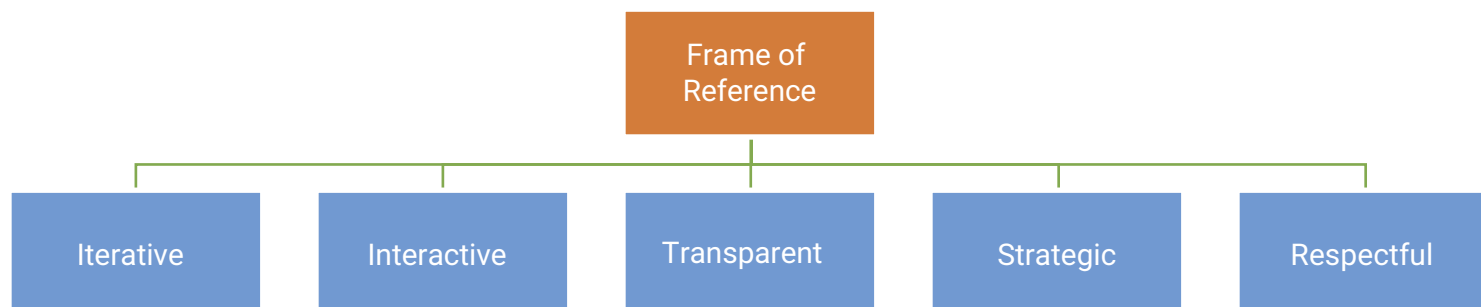 Frame of
Reference
Iterative
Interactive
Transparent
Strategic
Respectful